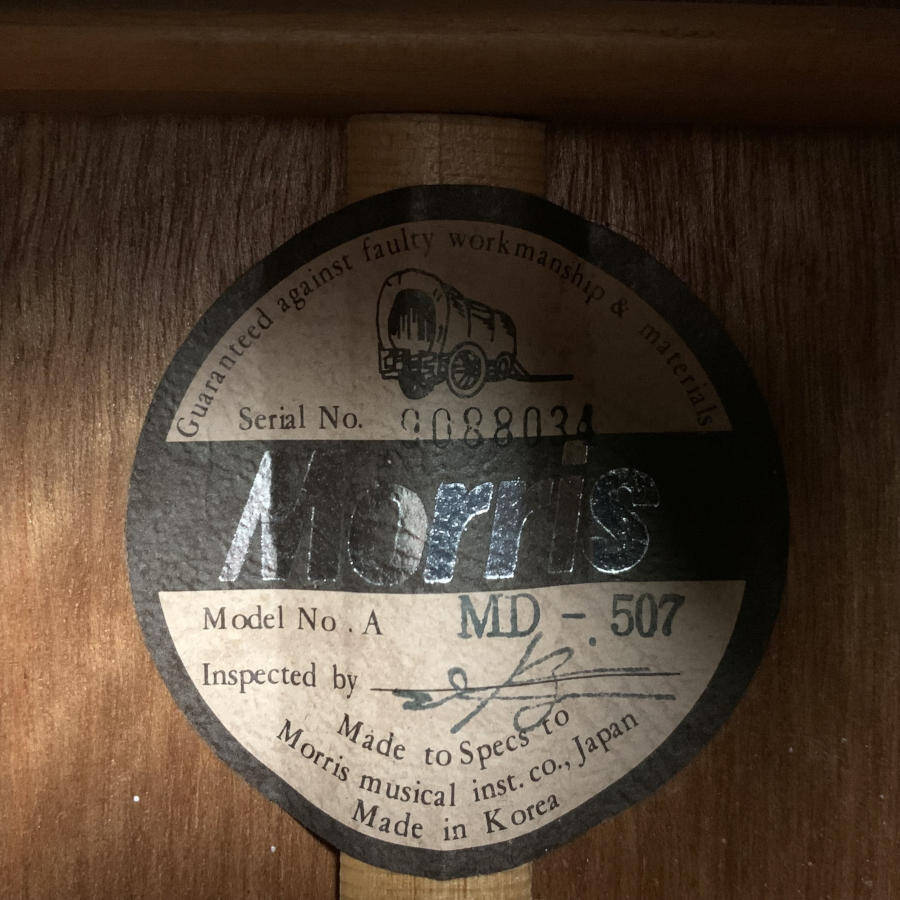 Guaranteed against faulty workmanship & materials
Serial No. 9088034
Morris
Model No. A MD - 507
Inspected by
Made to Specs to
Morris musical inst. co., Japan
Made in Korea